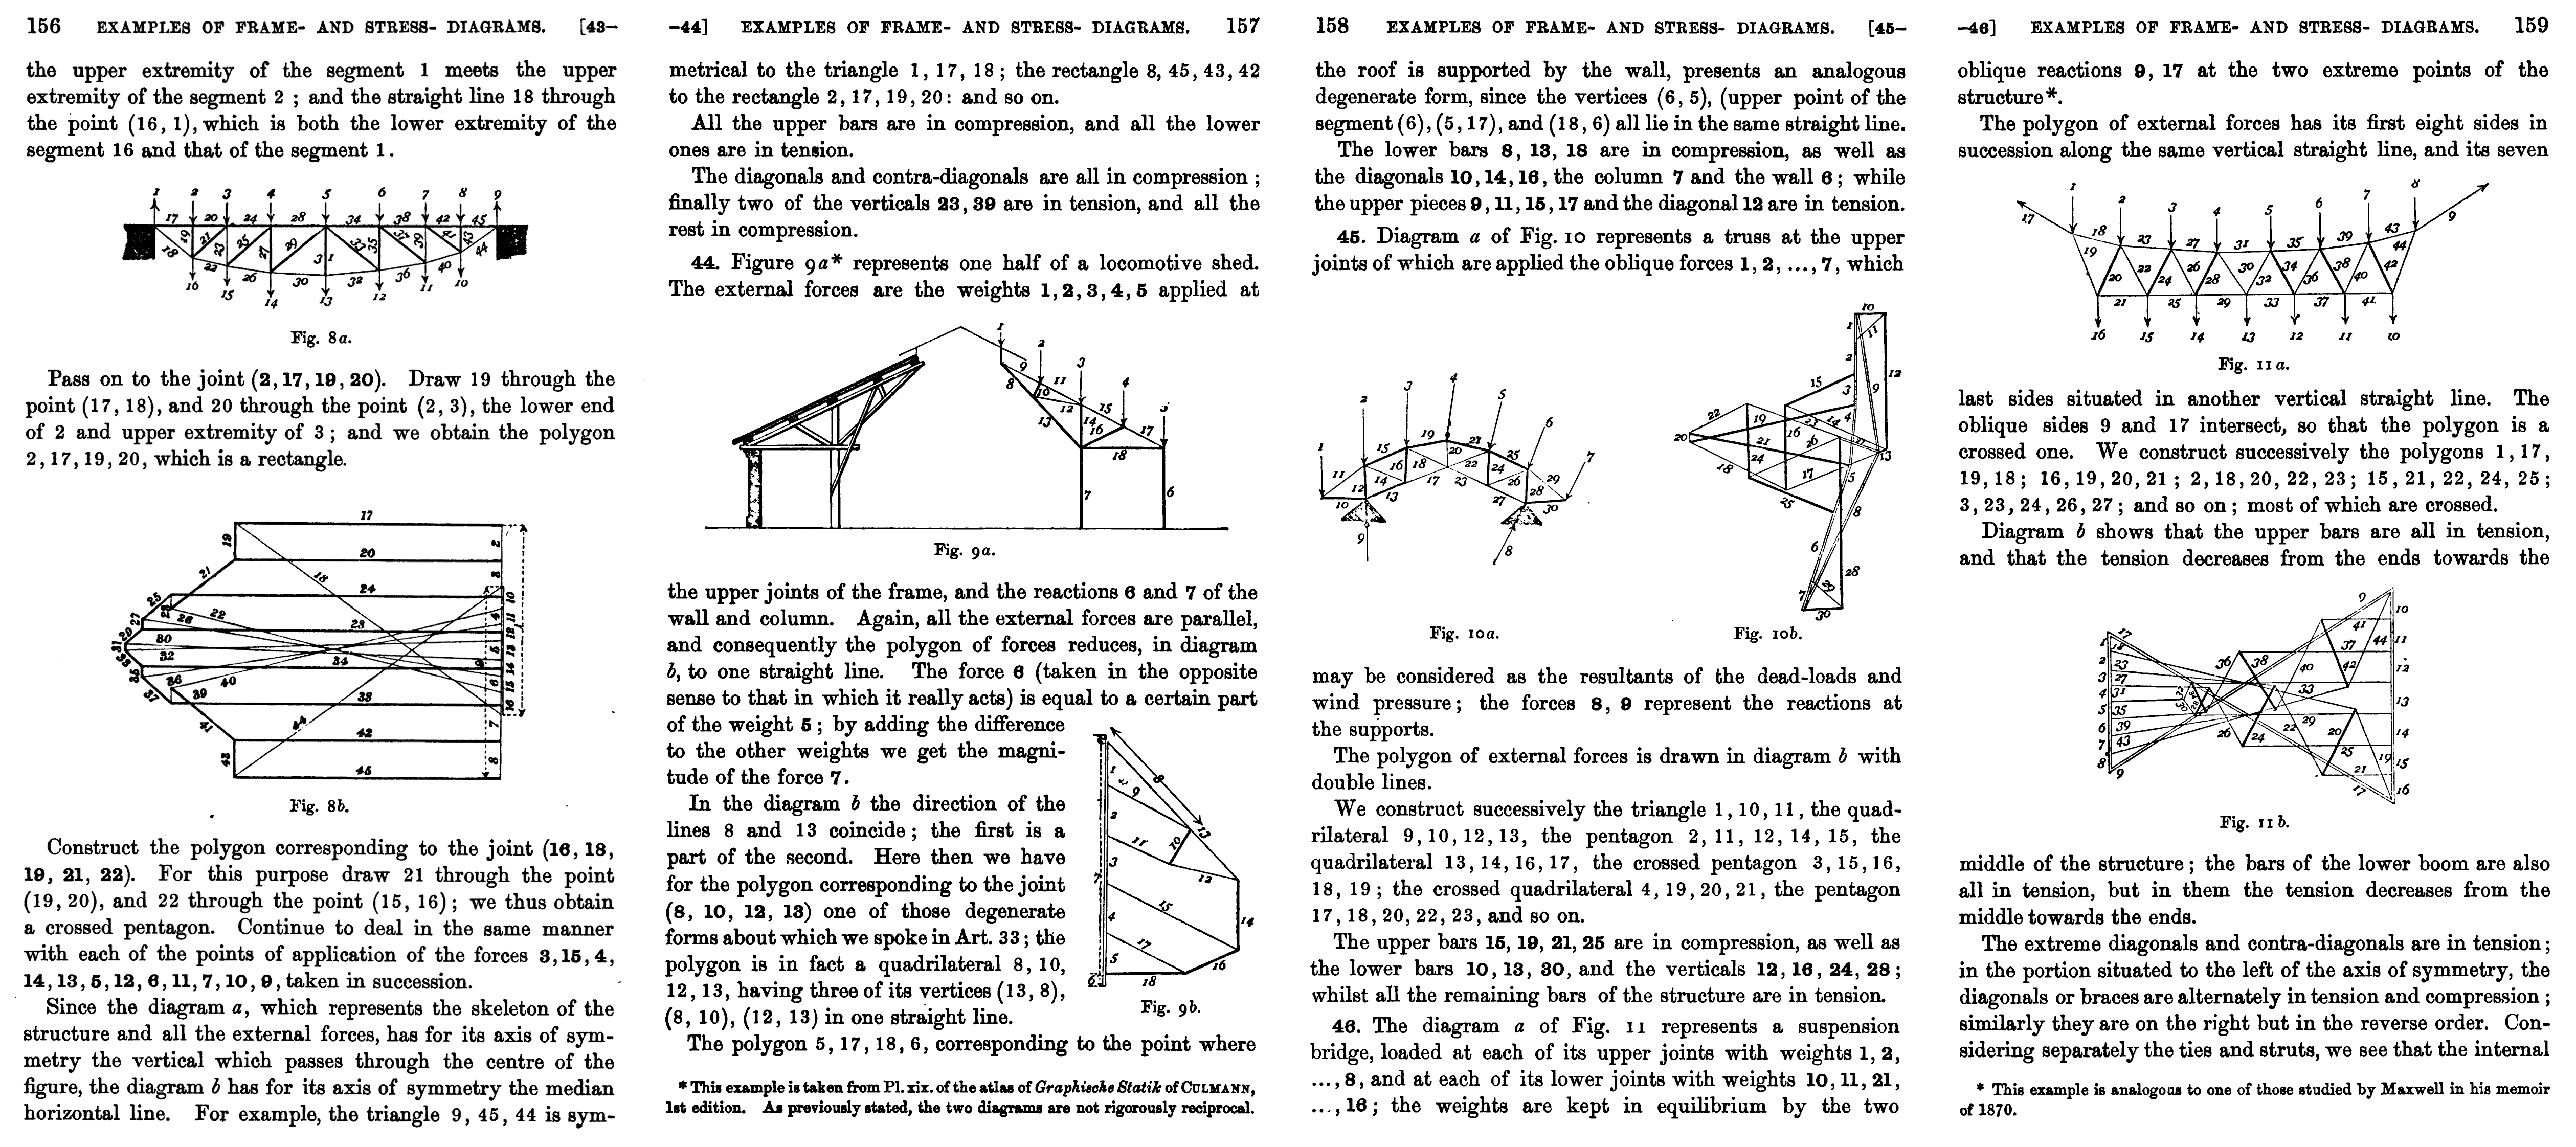 156 EXAMPLES OF FRAME- AND STRESS- DIAGRAMS. [43–
the upper extremity of the segment 1 meets the upper
extremity of the segment 2 ; and the straight line 18 through
the point (16, 1), which is both the lower extremity of the
segment 16 and that of the segment 1.
Fig. 8a.
Pass on to the joint (2, 17, 19, 20). Draw 19 through the
point (17, 18), and 20 through the point (2, 3), the lower end
of 2 and upper extremity of 3 ; and we obtain the polygon
2, 17, 19, 20, which is a rectangle.
Fig. 8b.
Construct the polygon corresponding to the joint (16, 18,
19, 21, 22). For this purpose draw 21 through the point
(19, 20), and 22 through the point (15, 16) ; we thus obtain
a crossed pentagon. Continue to deal in the same manner
with each of the points of application of the forces 3, 15, 4,
14, 13, 5, 12, 6, 11, 7, 10, 9, taken in succession.
Since the diagram a, which represents the skeleton of the
structure and all the external forces, has for its axis of sym-
metry the vertical which passes through the centre of the
figure, the diagram b has for its axis of symmetry the median
horizontal line. For example, the triangle 9, 45, 44 is sym-
–44] EXAMPLES OF FRAME- AND STRESS- DIAGRAMS. 157
metrical to the triangle 1, 17, 18 ; the rectangle 8, 45, 43, 42
to the rectangle 2, 17, 19, 20 : and so on.
All the upper bars are in compression, and all the lower
ones are in tension.
The diagonals and contra-diagonals are all in compression ;
finally two of the verticals 23, 39 are in tension, and all the
rest in compression.
44. Figure 9a* represents one half of a locomotive shed.
The external forces are the weights 1, 2, 3, 4, 5 applied at
Fig. 9a.
the upper joints of the frame, and the reactions 6 and 7 of the
wall and column. Again, all the external forces are parallel,
and consequently the polygon of forces reduces, in diagram
b, to one straight line. The force 6 (taken in the opposite
sense to that in which it really acts) is equal to a certain part
of the weight 5 ; by adding the difference
to the other weights we get the magni-
tude of the force 7.
In the diagram b the direction of the
lines 8 and 13 coincide ; the first is a
part of the second. Here then we have
for the polygon corresponding to the joint
(8, 10, 12, 13) one of those degenerate
forms about which we spoke in Art. 33 ; the
polygon is in fact a quadrilateral 8, 10,
12, 13, having three of its vertices (13, 8),
(8, 10), (12, 13) in one straight line.
Fig. 9b.
The polygon 5, 17, 18, 6, corresponding to the point where
* This example is taken from Pl. xix. of the atlas of Graphische Statik of CULMANN,
1st edition. As previously stated, the two diagrams are not rigorously reciprocal.
158 EXAMPLES OF FRAME- AND STRESS- DIAGRAMS. [45–
the roof is supported by the wall, presents an analogous
degenerate form, since the vertices (6, 5), (upper point of the
segment (6), (5, 17), and (18, 6) all lie in the same straight line.
The lower bars 8, 13, 18 are in compression, as well as
the diagonals 10, 14, 16, the column 7 and the wall 6 ; while
the upper pieces 9, 11, 15, 17 and the diagonal 12 are in tension.
45. Diagram a of Fig. 10 represents a truss at the upper
joints of which are applied the oblique forces 1, 2, ..., 7, which
Fig. 10a.
Fig. 10b.
may be considered as the resultants of the dead-loads and
wind pressure ; the forces 8, 9 represent the reactions at
the supports.
The polygon of external forces is drawn in diagram b with
double lines.
We construct successively the triangle 1, 10, 11, the quad-
rilateral 9, 10, 12, 13, the pentagon 2, 11, 12, 14, 15, the
quadrilateral 13, 14, 16, 17, the crossed pentagon 3, 15, 16,
18, 19 ; the crossed quadrilateral 4, 19, 20, 21, the pentagon
17, 18, 20, 22, 23, and so on.
The upper bars 15, 19, 21, 25 are in compression, as well as
the lower bars 10, 13, 30, and the verticals 12, 16, 24, 28 ;
whilst all the remaining bars of the structure are in tension.
46. The diagram a of Fig. 11 represents a suspension
bridge, loaded at each of its upper joints with weights 1, 2,
..., 8, and at each of its lower joints with weights 10, 11, 21,
..., 16 ; the weights are kept in equilibrium by the two
–46] EXAMPLES OF FRAME- AND STRESS- DIAGRAMS. 159
oblique reactions 9, 17 at the two extreme points of the
structure*.
The polygon of external forces has its first eight sides in
succession along the same vertical straight line, and its seven
Fig. 11a.
last sides situated in another vertical straight line. The
oblique sides 9 and 17 intersect, so that the polygon is a
crossed one. We construct successively the polygons 1, 17,
19, 18 ; 16, 19, 20, 21 ; 2, 18, 20, 22, 23 ; 15, 21, 22, 24, 25 ;
3, 23, 24, 26, 27 ; and so on ; most of which are crossed.
Diagram b shows that the upper bars are all in tension,
and that the tension decreases from the ends towards the
Fig. 11b.
middle of the structure ; the bars of the lower boom are also
all in tension, but in them the tension decreases from the
middle towards the ends.
The extreme diagonals and contra-diagonals are in tension ;
in the portion situated to the left of the axis of symmetry, the
diagonals or braces are alternately in tension and compression ;
similarly they are on the right but in the reverse order. Con-
sidering separately the ties and struts, we see that the internal
* This example is analogous to one of those studied by Maxwell in his memoir
of 1870.